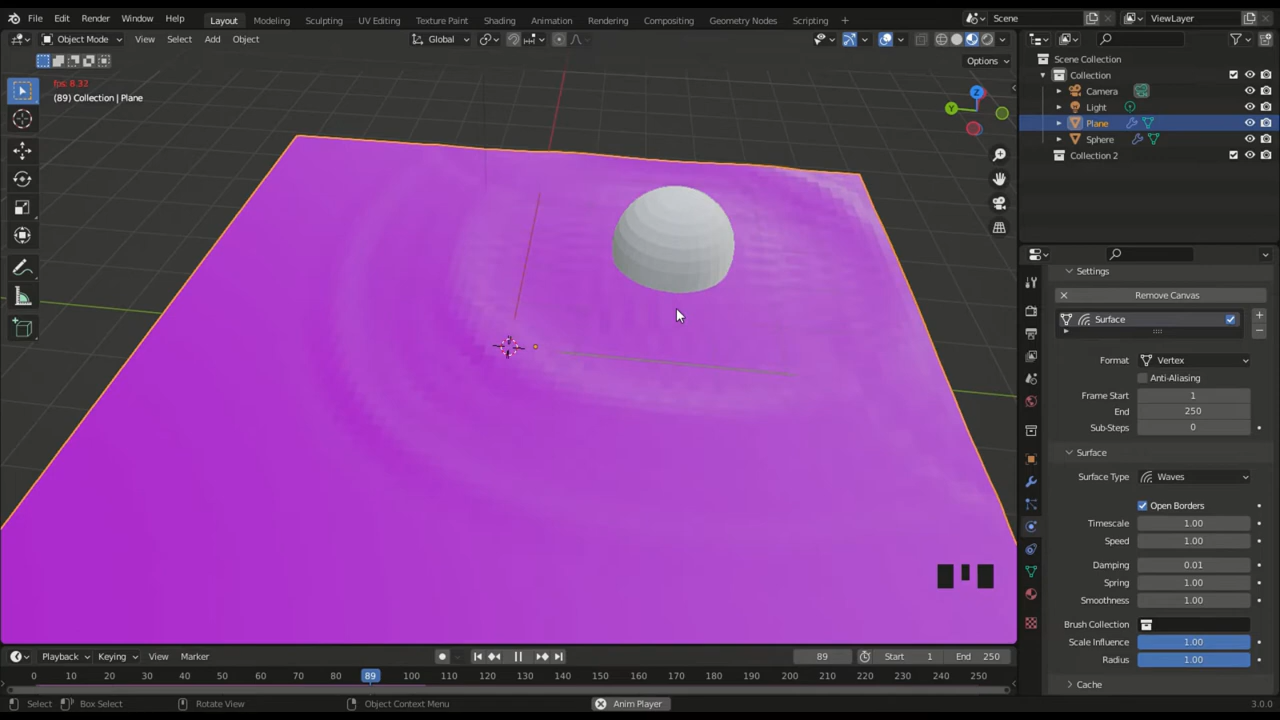 File Edit Render Window Help Layout Modeling Sculpting UV Editing Texture Paint Shading Animation Rendering Compositing Geometry Nodes Scripting + Scene ViewLayer
Object Mode View Select Add Object Global
Options
fps: 8.32
(89) Collection | Plane
Z
Y
Scene Collection
Collection
Camera
Light
Plane
Sphere
Collection 2
Settings
Remove Canvas
Surface
Format Vertex
Anti-Aliasing
Frame Start 1
End 250
Sub-Steps 0
Surface
Surface Type Waves
Open Borders
Timescale 1.00
Speed 1.00
Damping 0.01
Spring 1.00
Smoothness 1.00
Brush Collection
Scale Influence 1.00
Radius 1.00
Cache
Playback Keying View Marker 89 Start 1 End 250
0 10 20 30 40 50 60 70 80 89 100 110 120 130 140 150 160 170 180 190 200 210 220 230 240 250
Select Box Select Rotate View Object Context Menu Anim Player 3.0.0